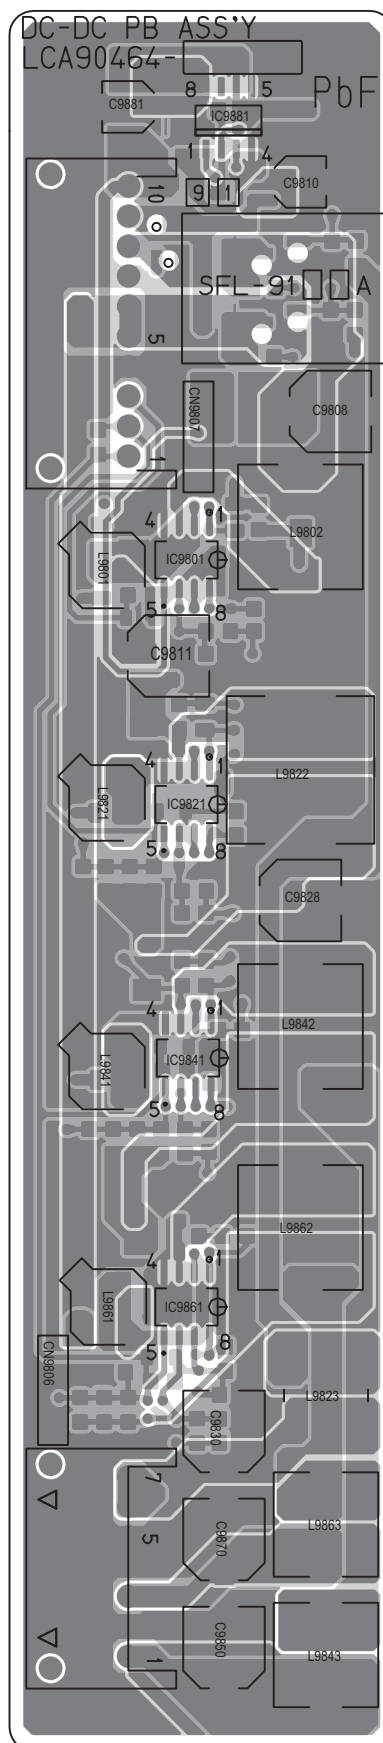 DC-DC PB ASS'Y
LCA90464-
8 5
PbF
C9881
IC9881
1 4
C9810
10
9 1
SFL-91 A
5
C9808
CN9807
1
4 1
L9802
L9801
IC9801
5 8
C9811
4 1
L9822
L9821
IC9821
5 8
C9828
4 1
L9842
L9841
IC9841
5 8
L9862
4 1
L9861
IC9861
5 8
CN9806
L9823
C9830
7
5
L9863
C9870
C9850
L9843
1